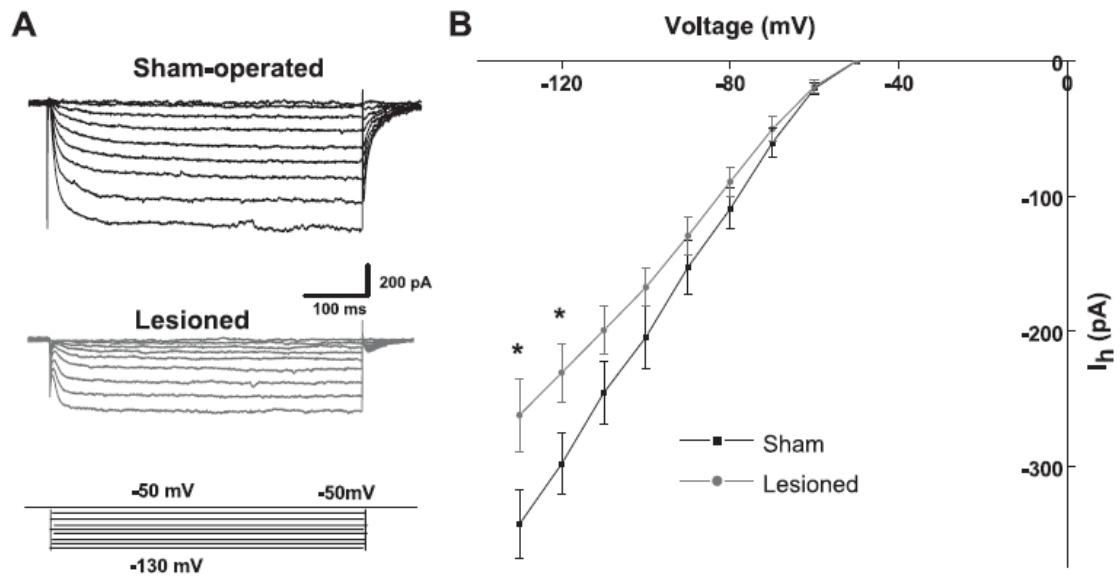 A
Sham-operated
200 pA
100 ms
Lesioned
-50 mV
-50mV
-130 mV
B
Voltage (mV)
-120
-80
-40
0
0
-100
-200
-300
Ih (pA)
*
*
Sham
Lesioned